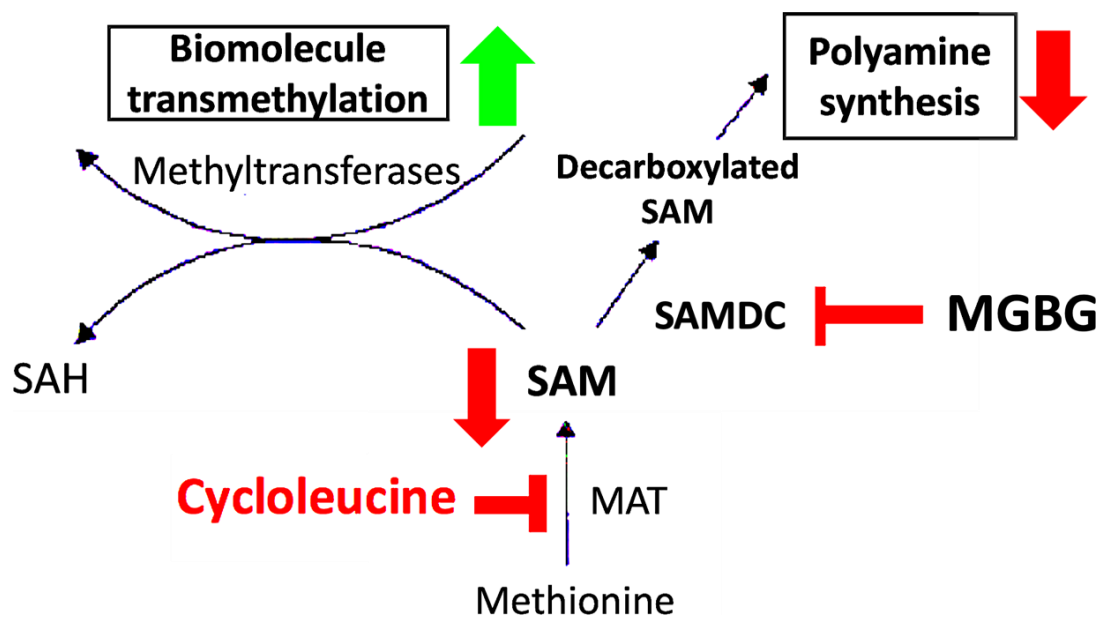 Biomolecule
transmethylation
Polyamine
synthesis
Methyltransferases
Decarboxylated
SAM
SAMDC
MGBG
SAH
SAM
Cycloleucine
MAT
Methionine